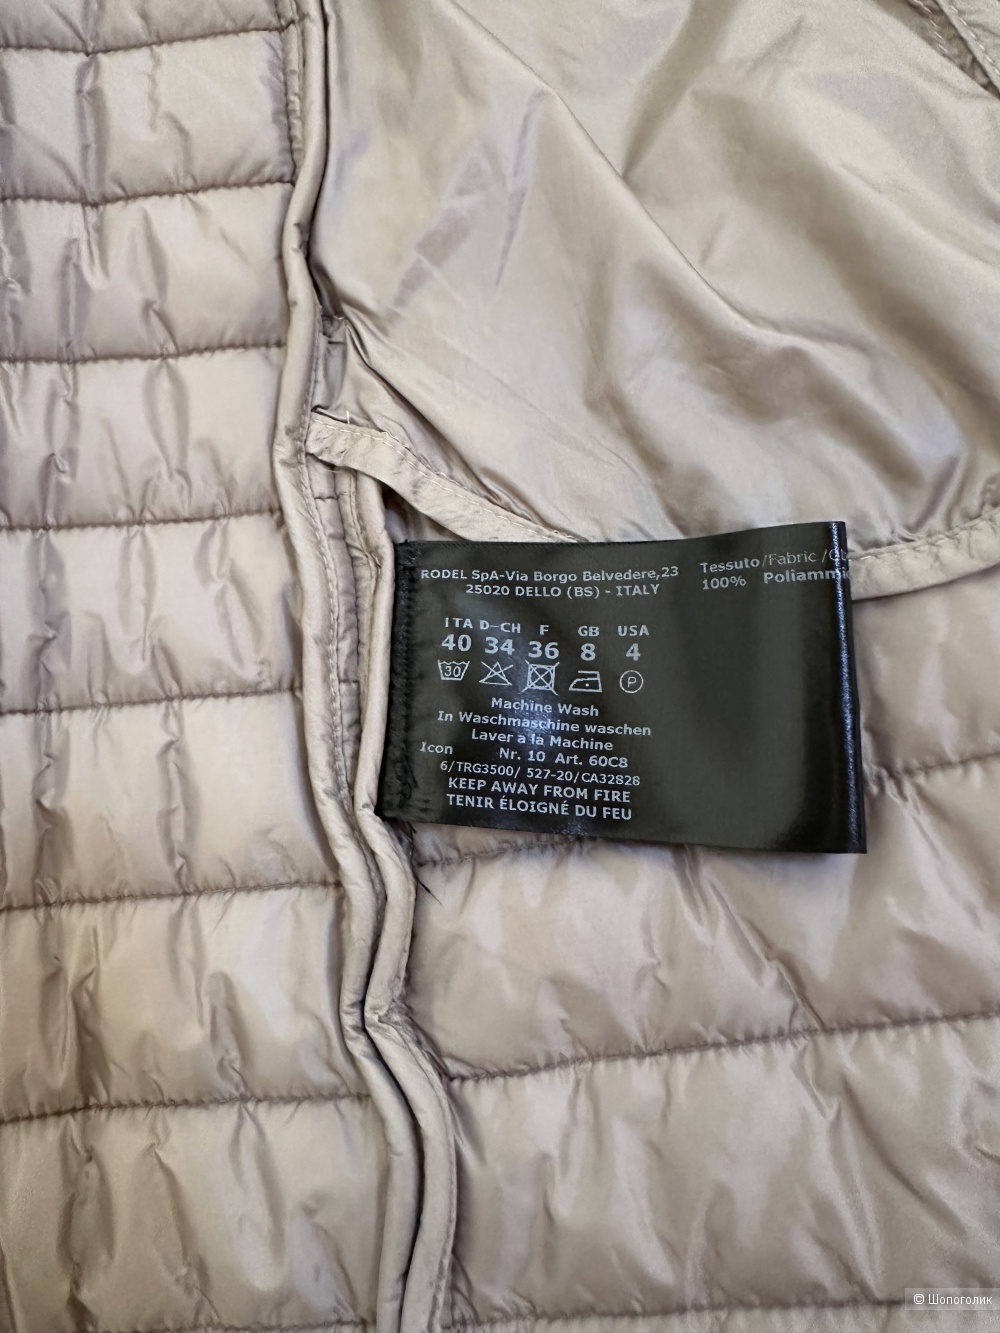 RODEL SpA-Via Borgo Belvedere,23
25020 DELLO (BS) - ITALY
ITA D-CH F GB USA
40 34 36 8 4
30 P
Machine Wash
In Waschmaschine waschen
Laver a la Machine
Icon Nr. 10 Art. 60C8
6/TRG3500/ 527-20/CA32828
KEEP AWAY FROM FIRE
TENIR ÉLOIGNÉ DU FEU
Tessuto/Fabric /
100%
© Шопоголик